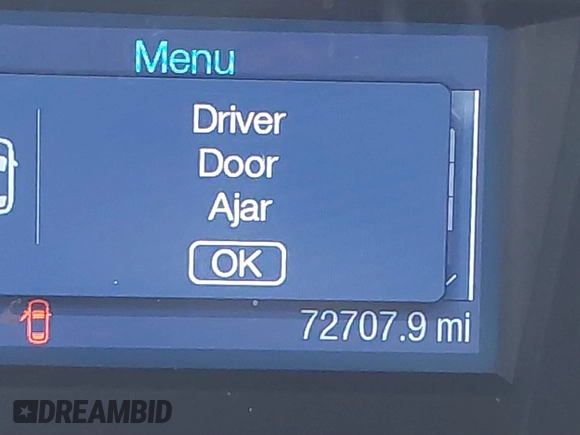 Menu
Driver
Door
Ajar
OK
72707.9 mi
DREAMBID